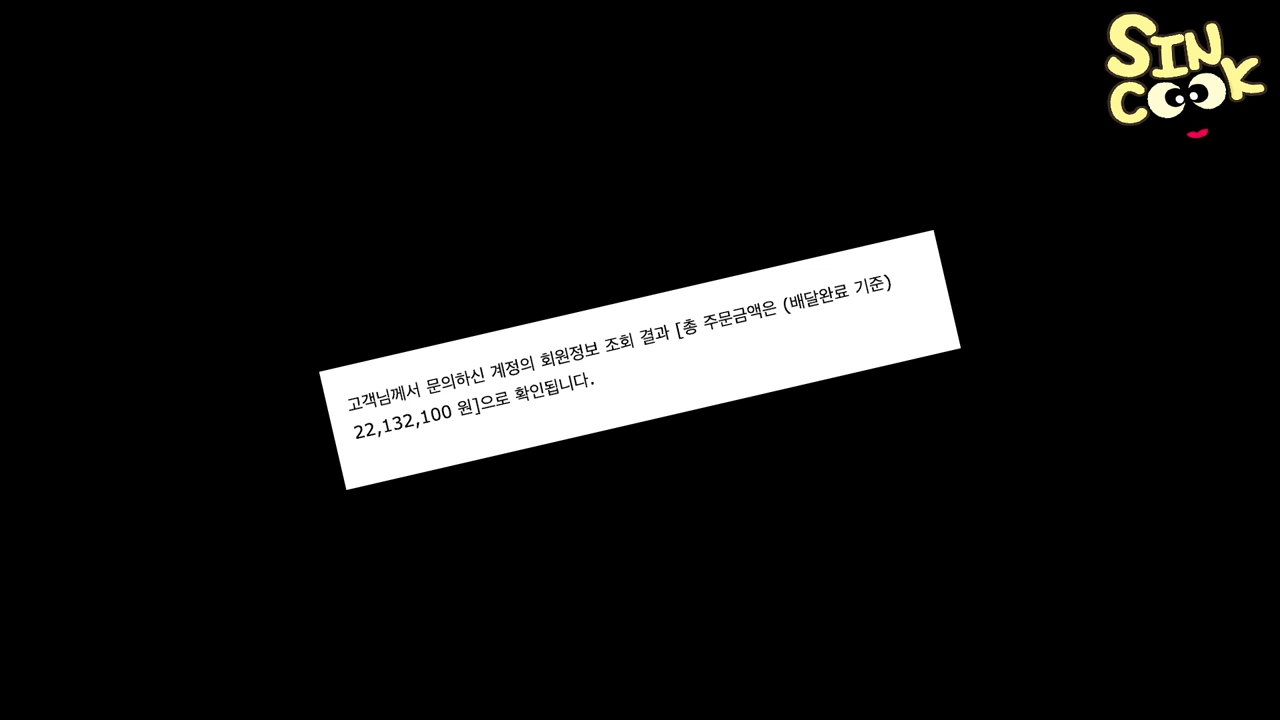 SIN
COOK
고객님께서 문의하신 계정의 회원정보 조회 결과 [총 주문금액은 (배달완료 기준)
22,132,100 원]으로 확인됩니다.